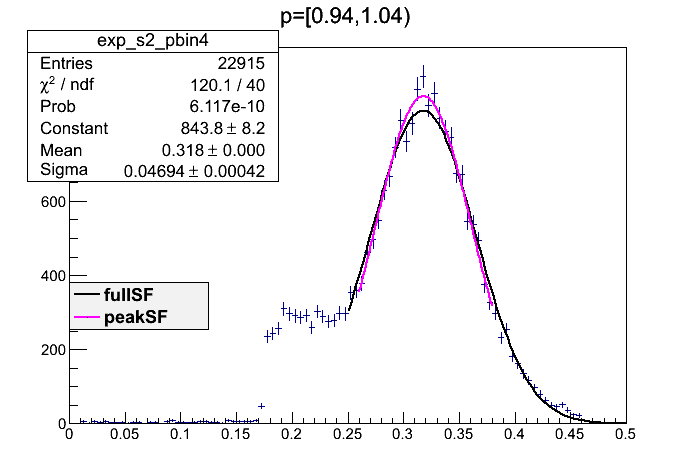 p=[0.94,1.04)
exp_s2_pbin4
Entries 22915
χ² / ndf 120.1 / 40
Prob 6.117e-10
Constant 843.8 ± 8.2
Mean 0.318 ± 0.000
Sigma 0.04694 ± 0.00042
600
400
fullSF
peakSF
200
0
0 0.05 0.1 0.15 0.2 0.25 0.3 0.35 0.4 0.45 0.5